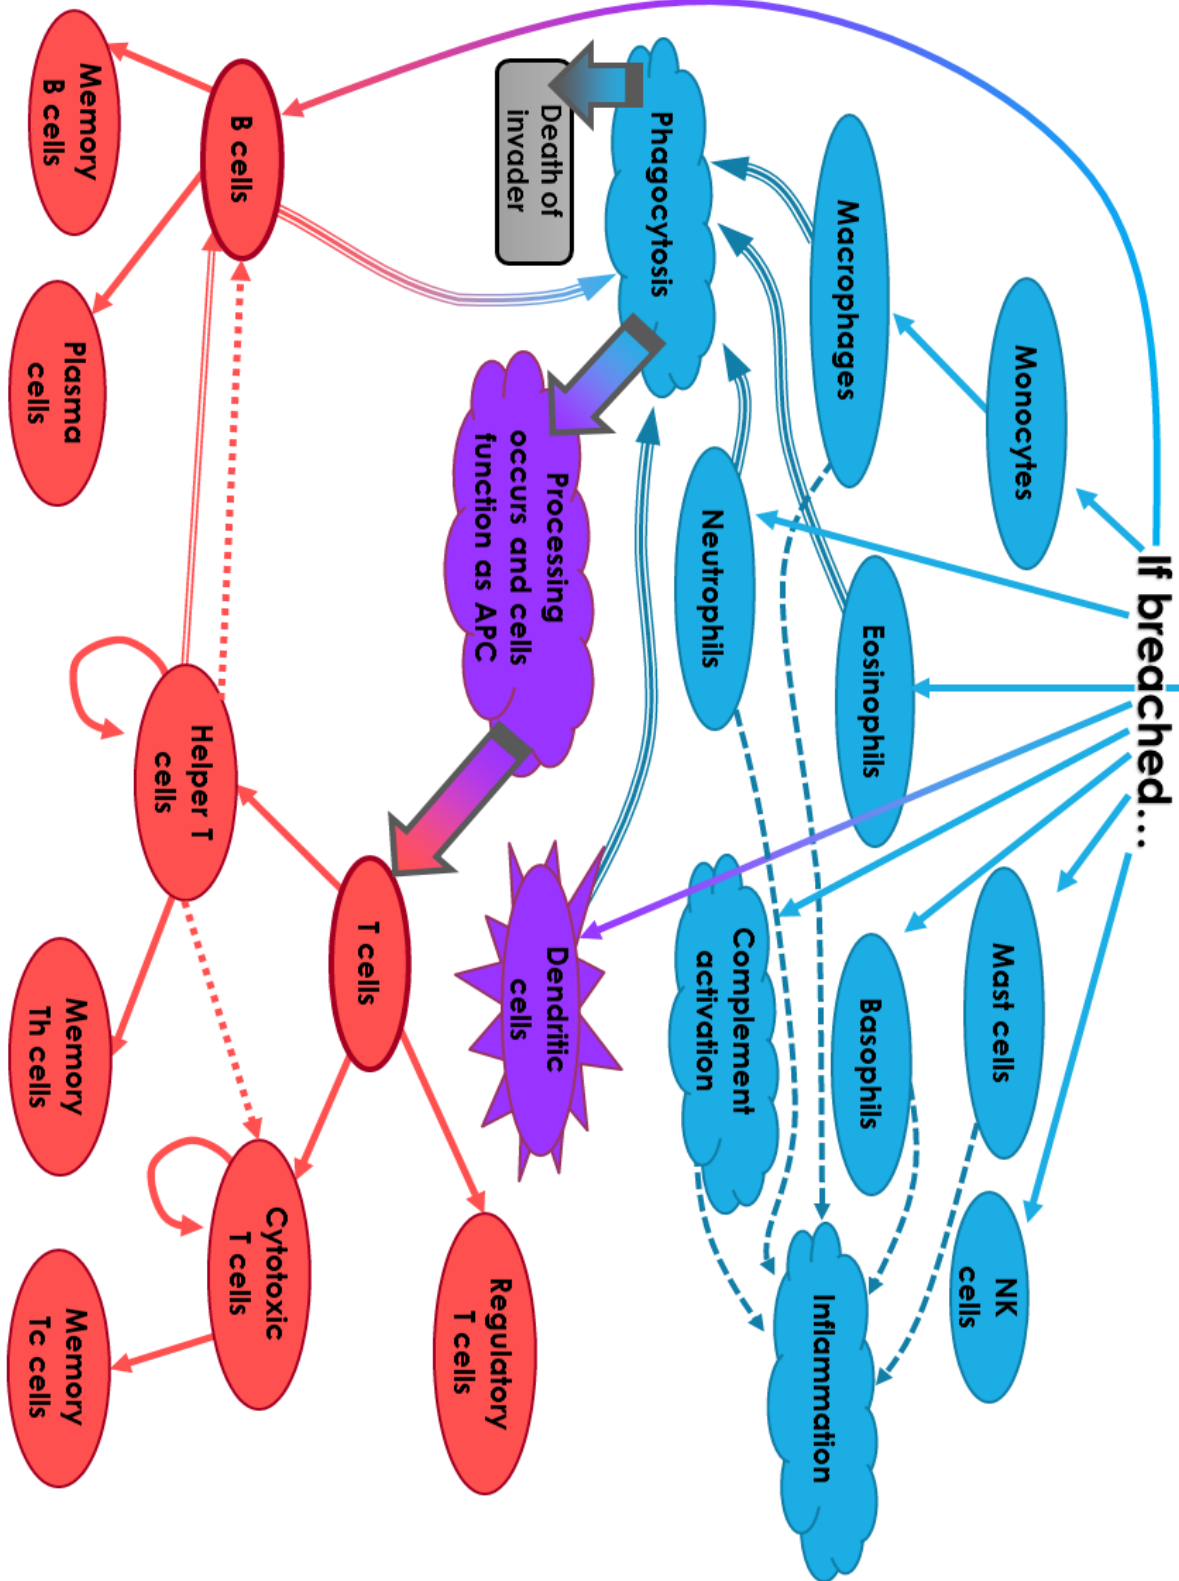 If breached...
Monocytes
Eosinophils
Mast cells
NK
cells
Macrophages
Basophils
Neutrophils
Complement
activation
Inflammation
Phagocytosis
Death of
invader
Processing
occurs and cells
function as APC
Dendritic
cells
T cells
Regulatory
T cells
B cells
Helper T
cells
Cytotoxic
T cells
Memory
B cells
Plasma
cells
Memory
Th cells
Memory
Tc cells